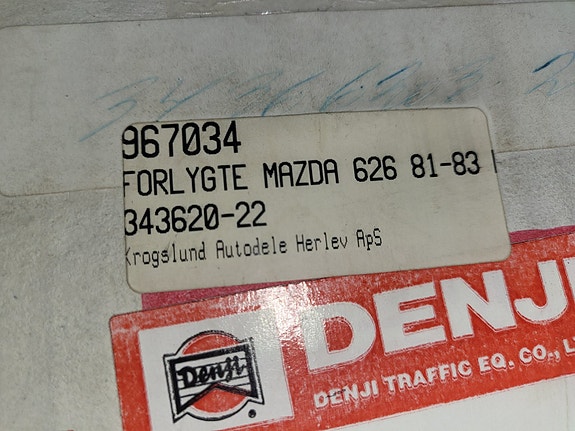 967034
FORLYGTE MAZDA 626 81-83
343620-22
Krogslund Autodele Herlev ApS
DENJI
Denji
DENJI TRAFFIC EQ. CO., L